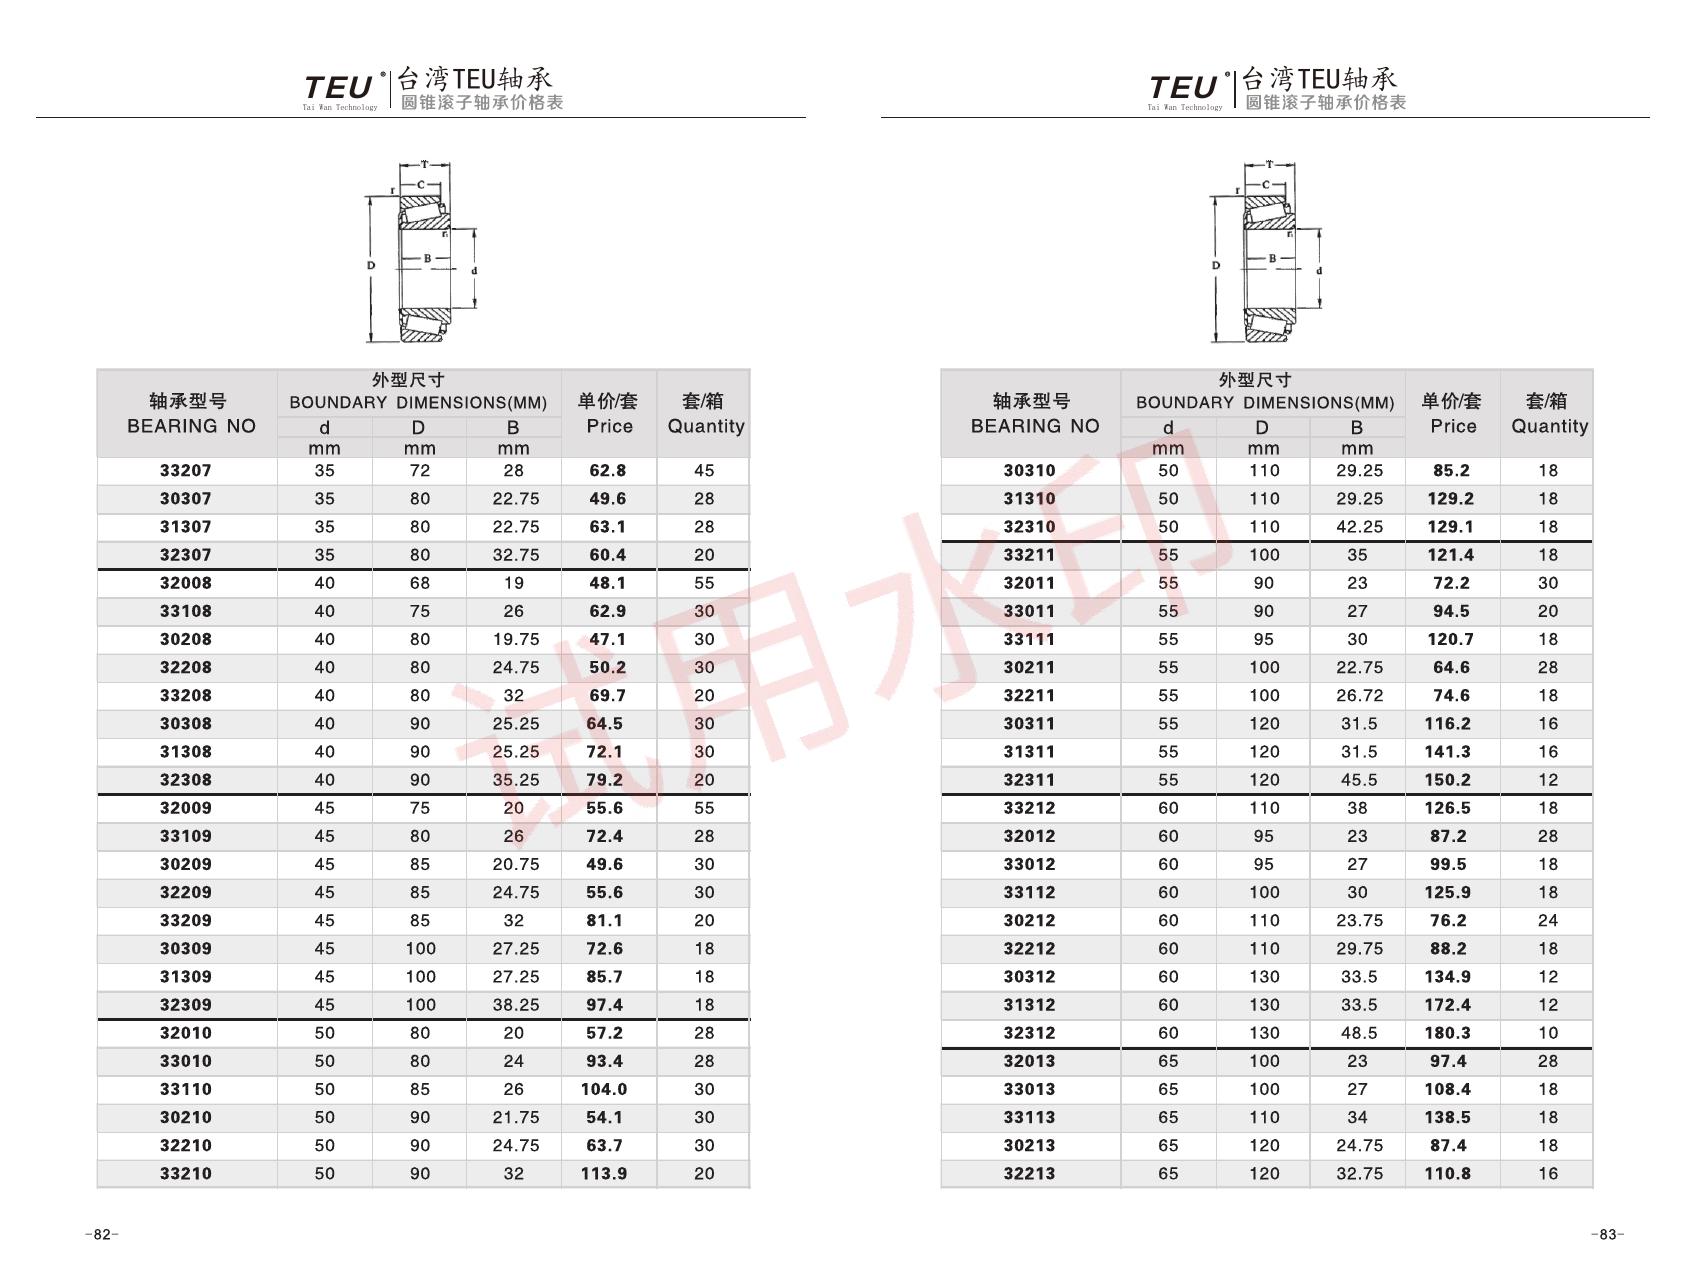 TEU® 台湾TEU轴承
Tai Wan Technology 圆锥滚子轴承价格表
T
C
r
r₁
D
B
d
轴承型号 外型尺寸 单价/套 套/箱
BEARING NO BOUNDARY DIMENSIONS(MM) Price Quantity
d D B
mm mm mm
33207 35 72 28 62.8 45
30307 35 80 22.75 49.6 28
31307 35 80 22.75 63.1 28
32307 35 80 32.75 60.4 20
32008 40 68 19 48.1 55
33108 40 75 26 62.9 30
30208 40 80 19.75 47.1 30
32208 40 80 24.75 50.2 30
33208 40 80 32 69.7 20
30308 40 90 25.25 64.5 30
31308 40 90 25.25 72.1 30
32308 40 90 35.25 79.2 20
32009 45 75 20 55.6 55
33109 45 80 26 72.4 28
30209 45 85 20.75 49.6 30
32209 45 85 24.75 55.6 30
33209 45 85 32 81.1 20
30309 45 100 27.25 72.6 18
31309 45 100 27.25 85.7 18
32309 45 100 38.25 97.4 18
32010 50 80 20 57.2 28
33010 50 80 24 93.4 28
33110 50 85 26 104.0 30
30210 50 90 21.75 54.1 30
32210 50 90 24.75 63.7 30
33210 50 90 32 113.9 20
-82-
TEU® 台湾TEU轴承
Tai Wan Technology 圆锥滚子轴承价格表
T
C
r
r₁
D
B
d
轴承型号 外型尺寸 单价/套 套/箱
BEARING NO BOUNDARY DIMENSIONS(MM) Price Quantity
d D B
mm mm mm
30310 50 110 29.25 85.2 18
31310 50 110 29.25 129.2 18
32310 50 110 42.25 129.1 18
33211 55 100 35 121.4 18
32011 55 90 23 72.2 30
33011 55 90 27 94.5 20
33111 55 95 30 120.7 18
30211 55 100 22.75 64.6 28
32211 55 100 26.72 74.6 18
30311 55 120 31.5 116.2 16
31311 55 120 31.5 141.3 16
32311 55 120 45.5 150.2 12
33212 60 110 38 126.5 18
32012 60 95 23 87.2 28
33012 60 95 27 99.5 18
33112 60 100 30 125.9 18
30212 60 110 23.75 76.2 24
32212 60 110 29.75 88.2 18
30312 60 130 33.5 134.9 12
31312 60 130 33.5 172.4 12
32312 60 130 48.5 180.3 10
32013 65 100 23 97.4 28
33013 65 100 27 108.4 18
33113 65 110 34 138.5 18
30213 65 120 24.75 87.4 18
32213 65 120 32.75 110.8 16
-83-
试用水印